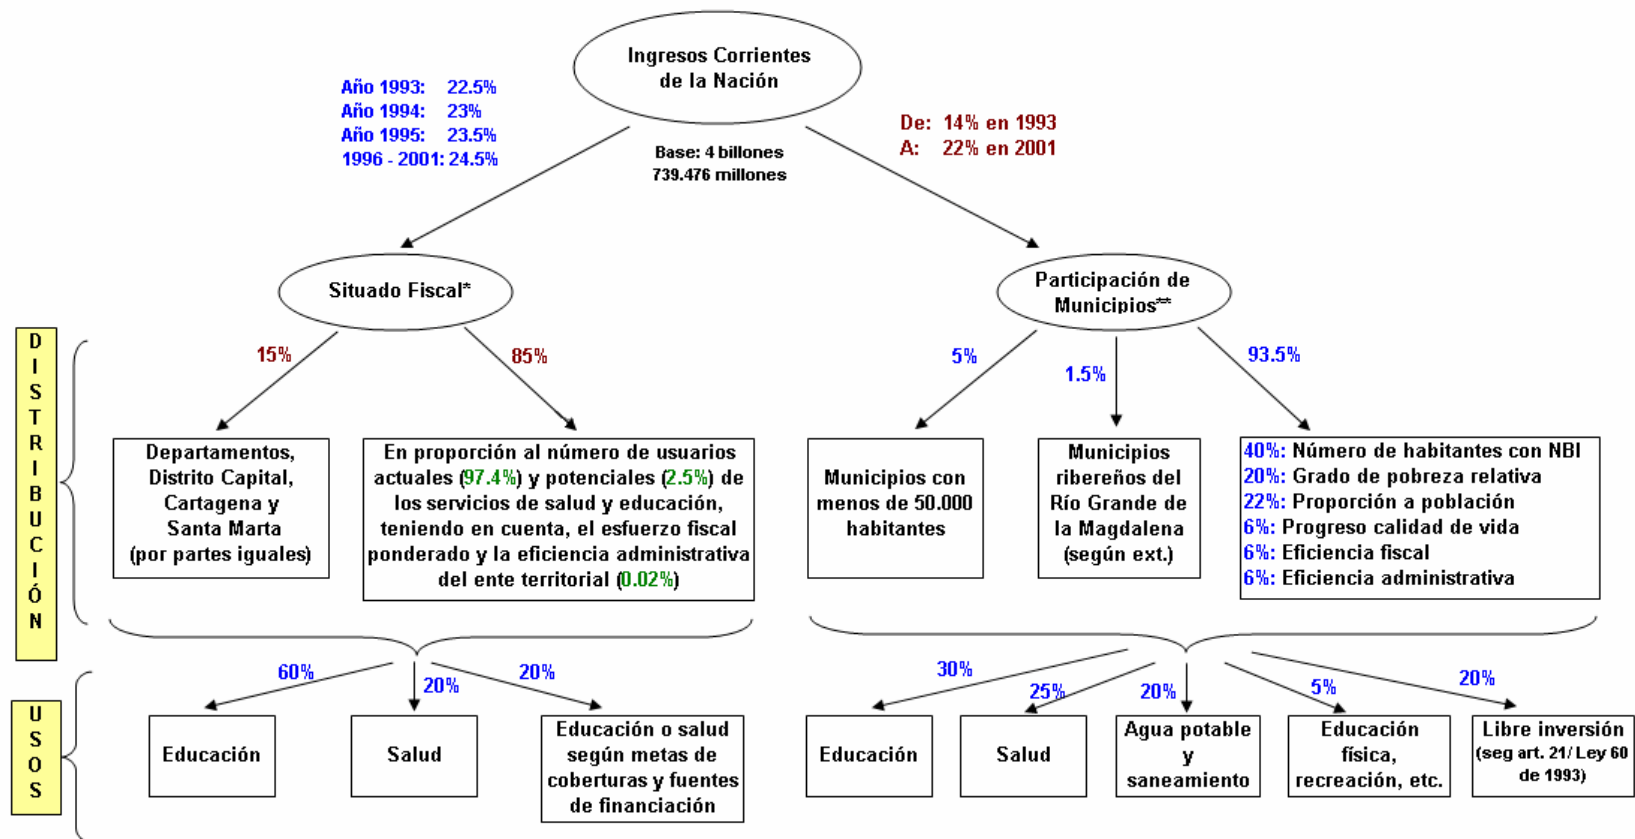 Ingresos Corrientes
de la Nación
Año 1993: 22.5%
Año 1994: 23%
Año 1995: 23.5%
1996 - 2001: 24.5%
De: 14% en 1993
A: 22% en 2001
Base: 4 billones
739.476 millones
Situado Fiscal*
Participación de
Municipios**
DISTRIBUCIÓN
15%
85%
5%
1.5%
93.5%
Departamentos,
Distrito Capital,
Cartagena y
Santa Marta
(por partes iguales)
En proporción al número de usuarios
actuales (97.4%) y potenciales (2.5%) de
los servicios de salud y educación,
teniendo en cuenta, el esfuerzo fiscal
ponderado y la eficiencia administrativa
del ente territorial (0.02%)
Municipios con
menos de 50.000
habitantes
Municipios
ribereños del
Río Grande de
la Magdalena
(según ext.)
40%: Número de habitantes con NBI
20%: Grado de pobreza relativa
22%: Proporción a población
6%: Progreso calidad de vida
6%: Eficiencia fiscal
6%: Eficiencia administrativa
USOS
60%
20%
20%
30%
25%
20%
5%
20%
Educación
Salud
Educación o salud
según metas de
coberturas y fuentes
de financiación
Educación
Salud
Agua potable
y
saneamiento
Educación
física,
recreación, etc.
Libre inversión
(seg art. 21/ Ley 60
de 1993)